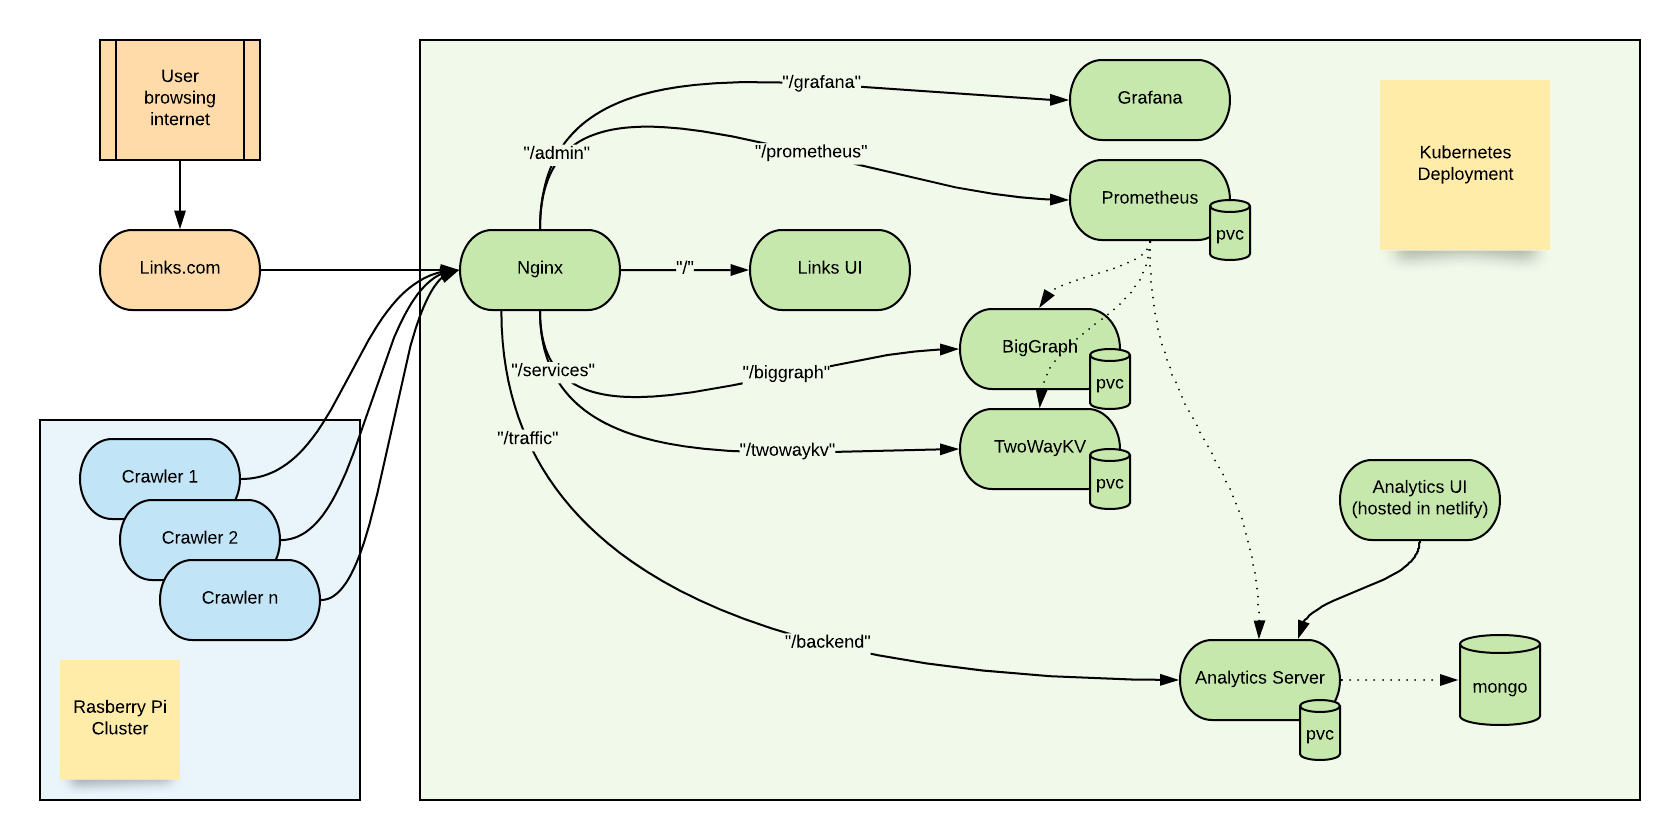 User
browsing
internet
Links.com
Crawler 1
Crawler 2
Crawler n
Rasberry Pi
Cluster
Nginx
"/admin"
"/grafana"
"/prometheus"
"/"
"/services"
"/biggraph"
"/twowaykv"
"/traffic"
"/backend"
Grafana
Prometheus
pvc
Links UI
BigGraph
pvc
TwoWayKV
pvc
Kubernetes
Deployment
Analytics UI
(hosted in netlify)
Analytics Server
pvc
mongo